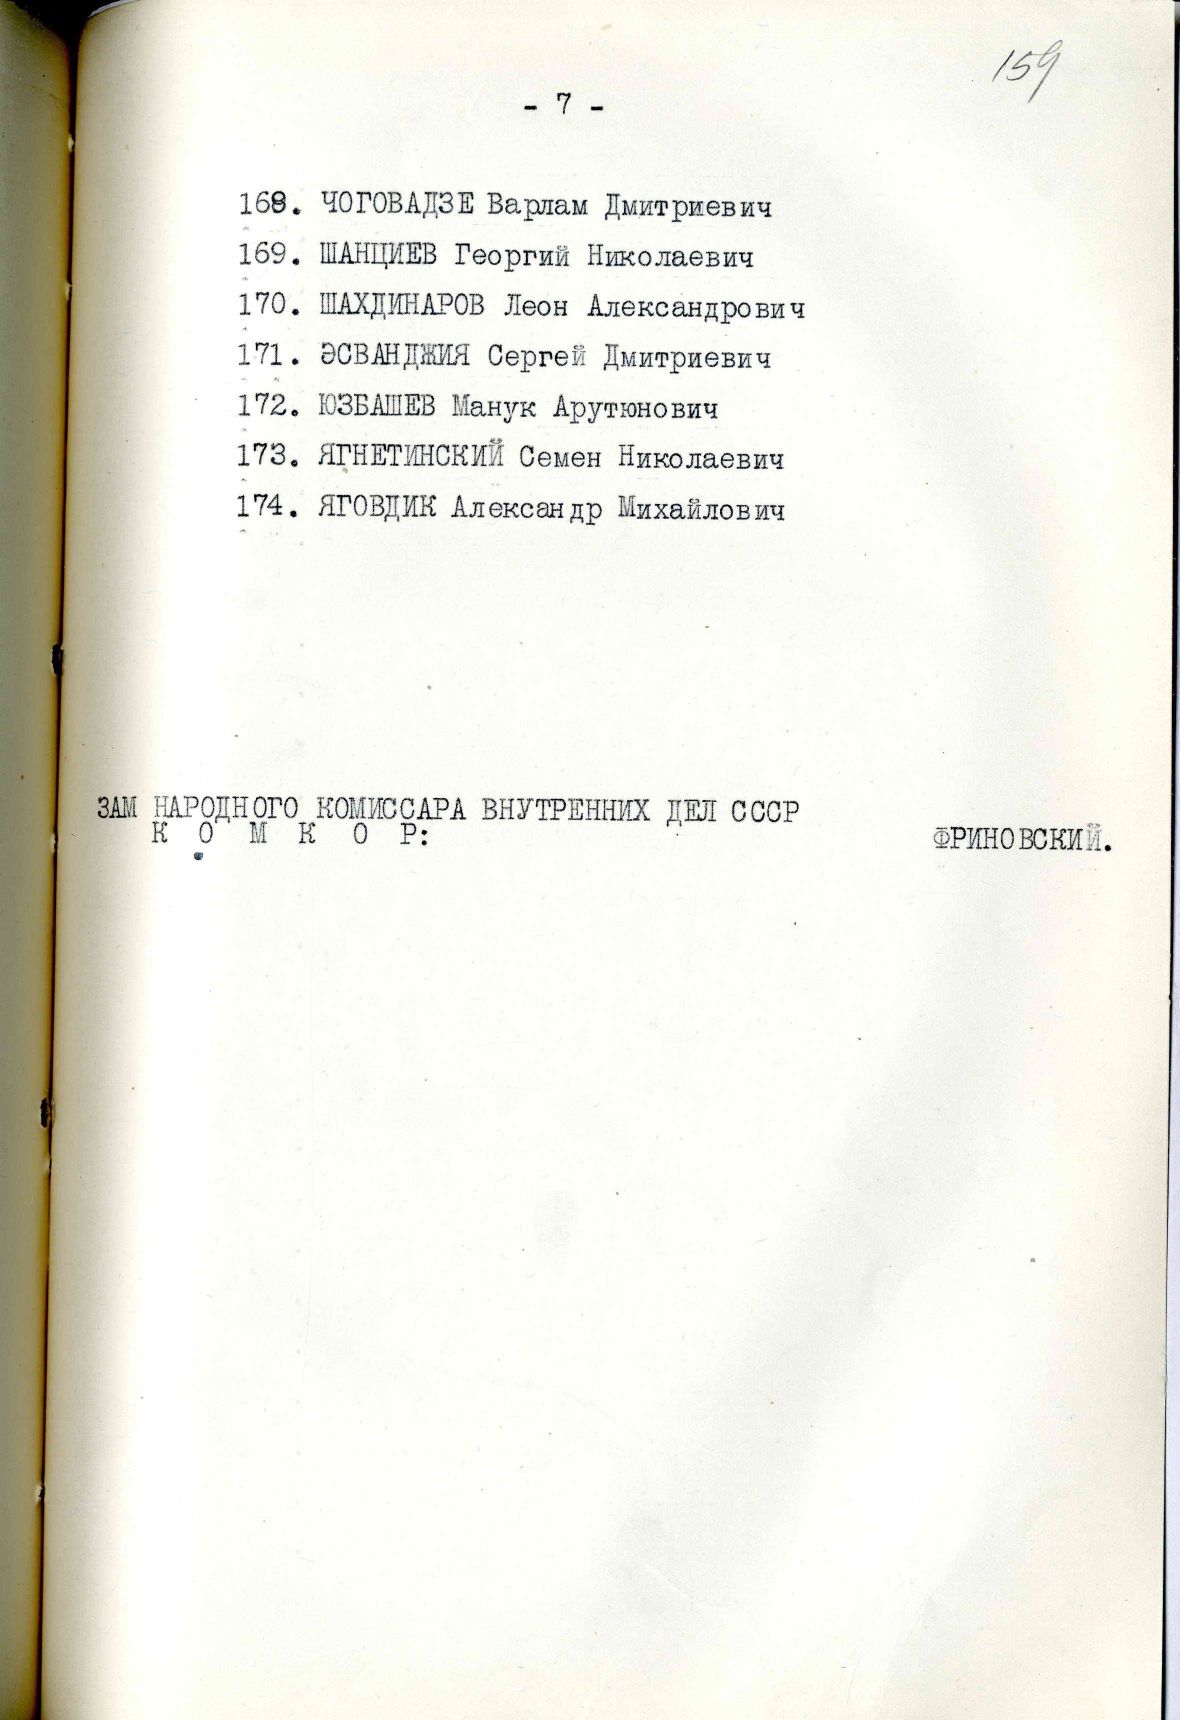 159
- 7 -
168. ЧОГОВАДЗЕ Варлам Дмитриевич
169. ШАНЦИЕВ Георгий Николаевич
170. ШАХДИНАРОВ Леон Александрович
171. ЭСВАНДЖИЯ Сергей Дмитриевич
172. ЮЗБАШЕВ Манук Арутюнович
173. ЯГНЕТИНСКИЙ Семен Николаевич
174. ЯГОВДИК Александр Михайлович
ЗАМ НАРОДНОГО КОМИССАРА ВНУТРЕННИХ ДЕЛ СССР
К О М К О Р: ФРИНОВСКИЙ.